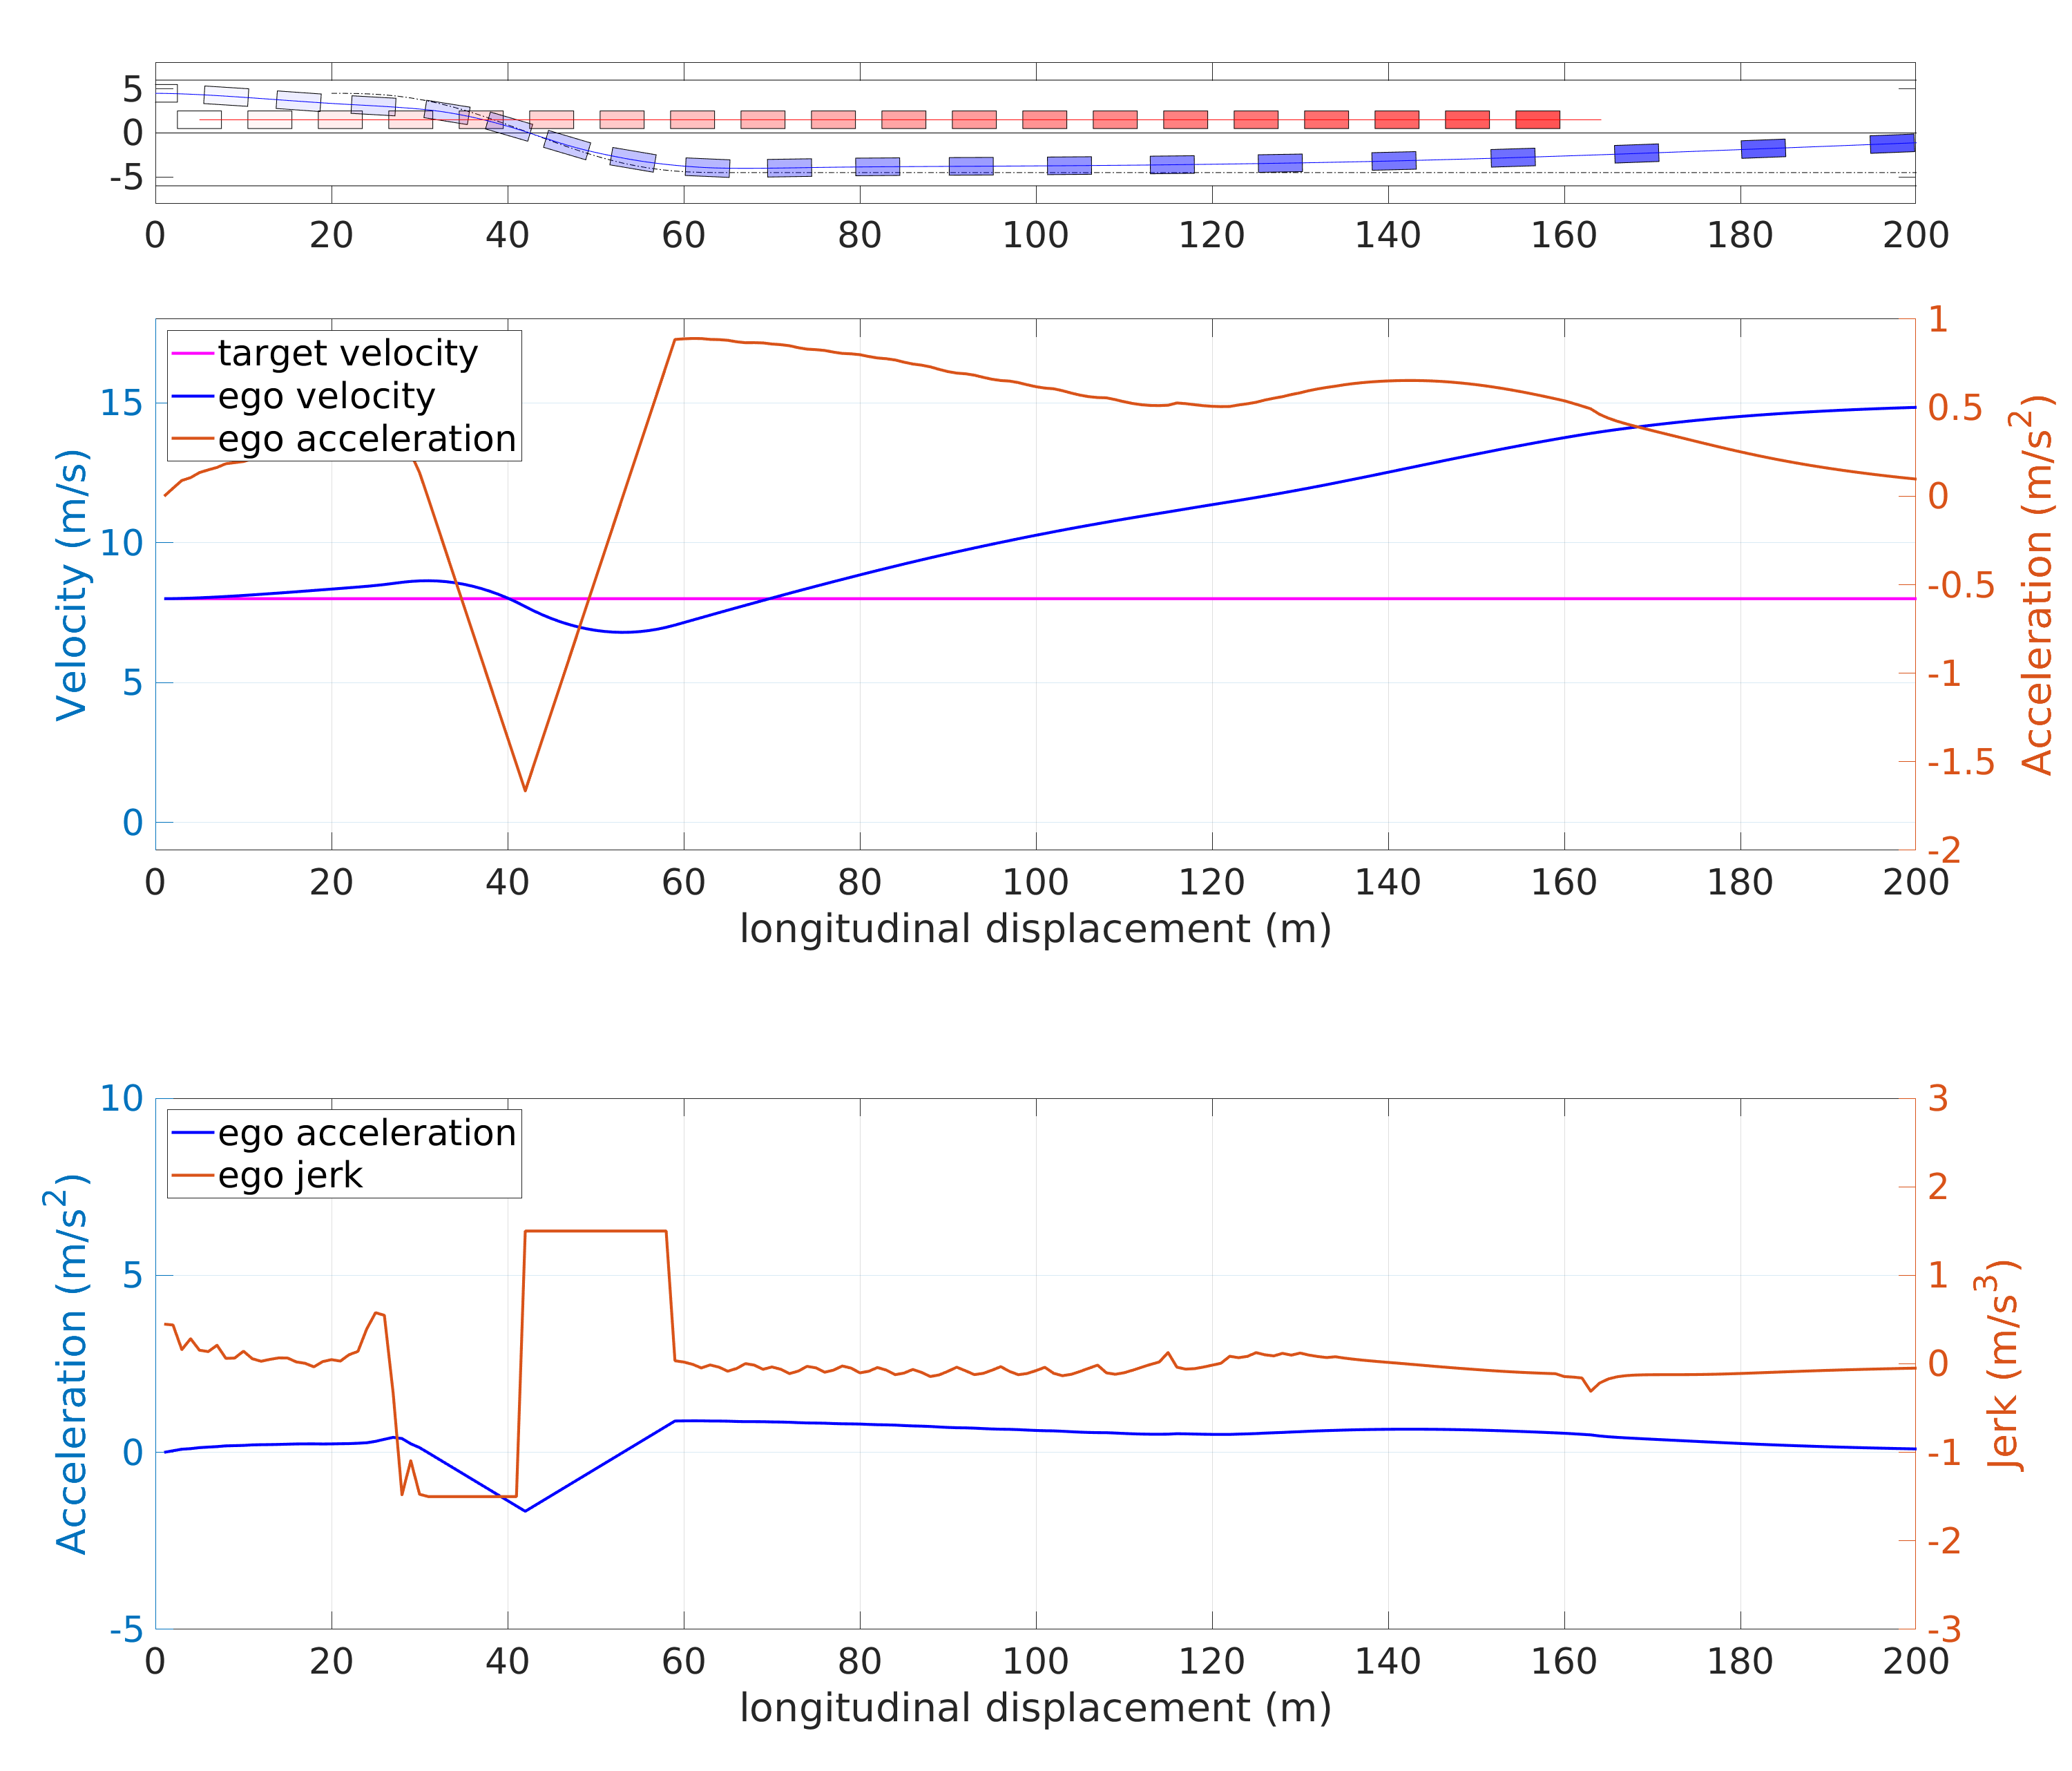 5
0
-5
0 20 40 60 80 100 120 140 160 180 200
target velocity
ego velocity
ego acceleration
Velocity (m/s)
15
10
5
0
1
0.5
0
-0.5
-1
-1.5
-2
Acceleration (m/s²)
0 20 40 60 80 100 120 140 160 180 200
longitudinal displacement (m)
ego acceleration
ego jerk
Acceleration (m/s²)
10
5
0
-5
3
2
1
0
-1
-2
-3
Jerk (m/s³)
0 20 40 60 80 100 120 140 160 180 200
longitudinal displacement (m)